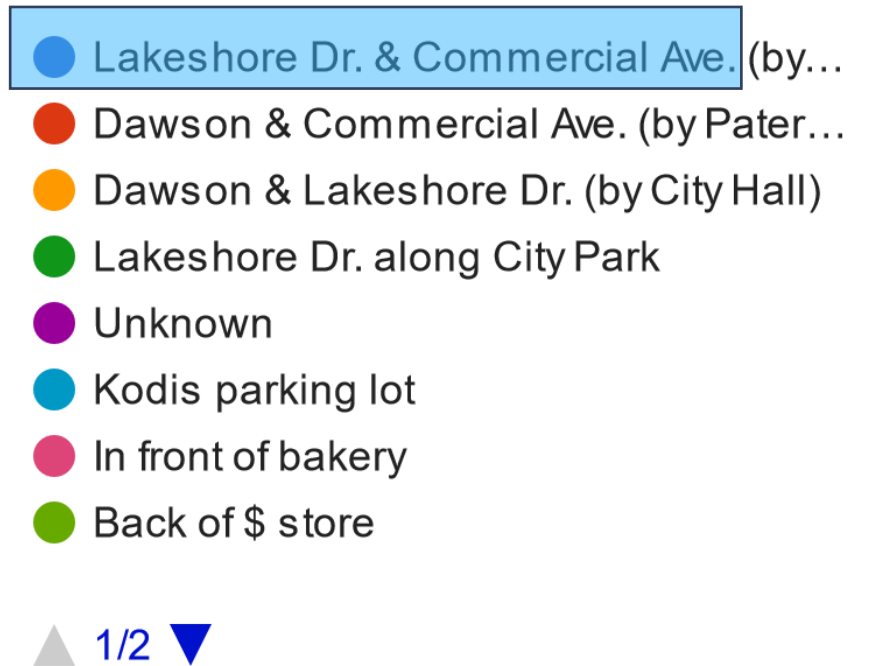 Lakeshore Dr. & Commercial Ave. (by...
Dawson & Commercial Ave. (by Pater...
Dawson & Lakeshore Dr. (by City Hall)
Lakeshore Dr. along City Park
Unknown
Kodis parking lot
In front of bakery
Back of $ store
1/2